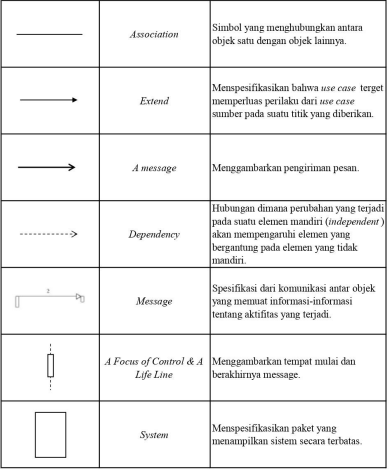 Association
Simbol yang menghubungkan antara
objek satu dengan objek lainnya.
Extend
Menspesifikasikan bahwa use case terget
memperluas perilaku dari use case
sumber pada suatu titik yang diberikan.
A message
Menggambarkan pengiriman pesan.
Dependency
Hubungan dimana perubahan yang terjadi
pada suatu elemen mandiri (independent)
akan mempengaruhi elemen yang
bergantung pada elemen yang tidak
mandiri.
2
Message
Spesifikasi dari komunikasi antar objek
yang memuat informasi-informasi
tentang aktifitas yang terjadi.
A Focus of Control & A
Life Line
Menggambarkan tempat mulai dan
berakhirnya message.
System
Menspesifikasikan paket yang
menampilkan sistem secara terbatas.